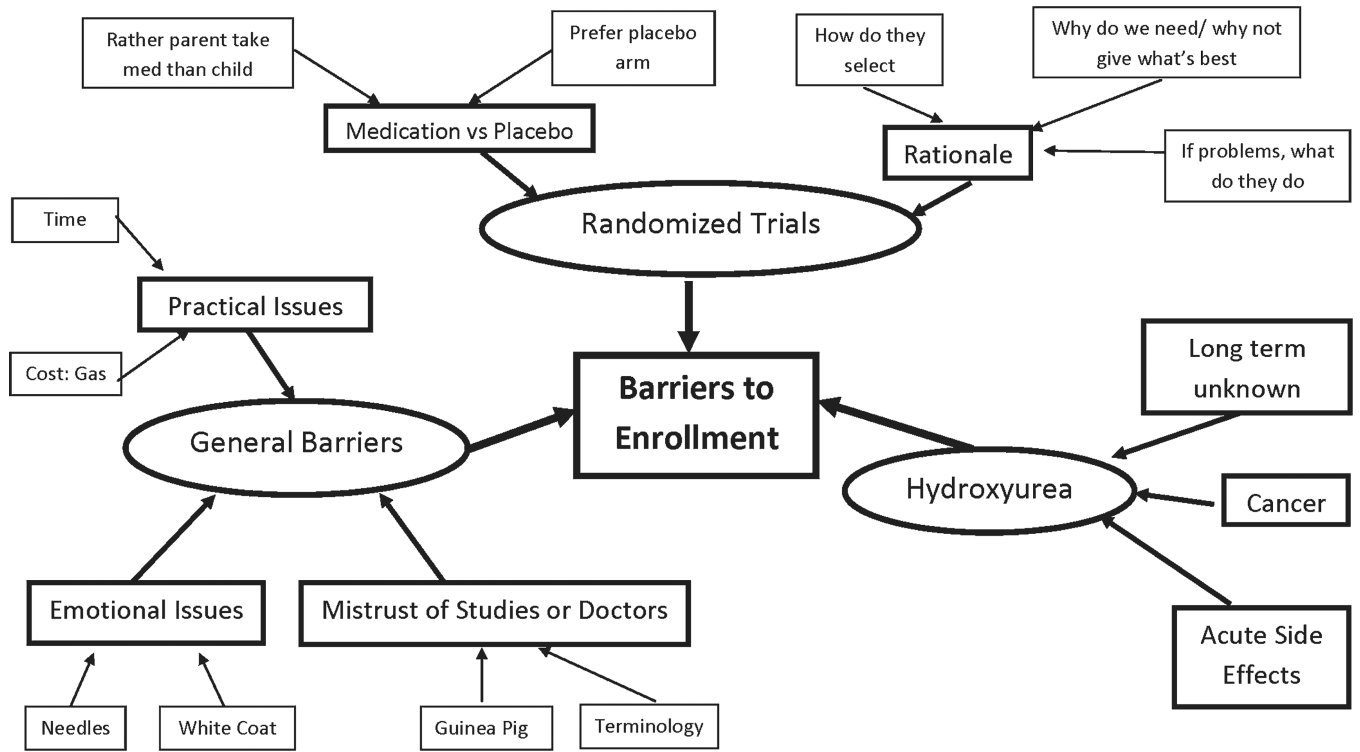 Rather parent take
med than child
Prefer placebo
arm
How do they
select
Why do we need/ why not
give what's best
Medication vs Placebo
Rationale
If problems, what
do they do
Time
Randomized Trials
Practical Issues
Cost: Gas
Barriers to
Enrollment
Long term
unknown
General Barriers
Hydroxyurea
Cancer
Emotional Issues
Mistrust of Studies or Doctors
Acute Side
Effects
Needles
White Coat
Guinea Pig
Terminology